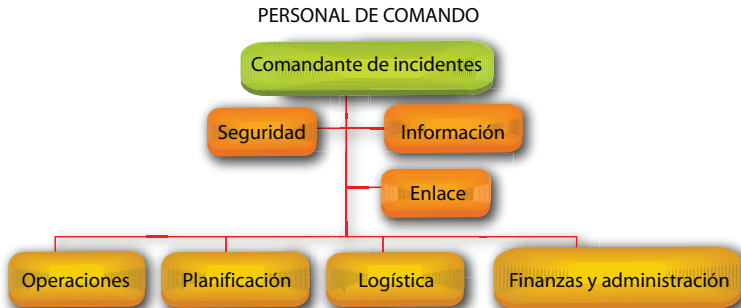 PERSONAL DE COMANDO
Comandante de incidentes
Seguridad
Información
Enlace
Operaciones
Planificación
Logística
Finanzas y administración